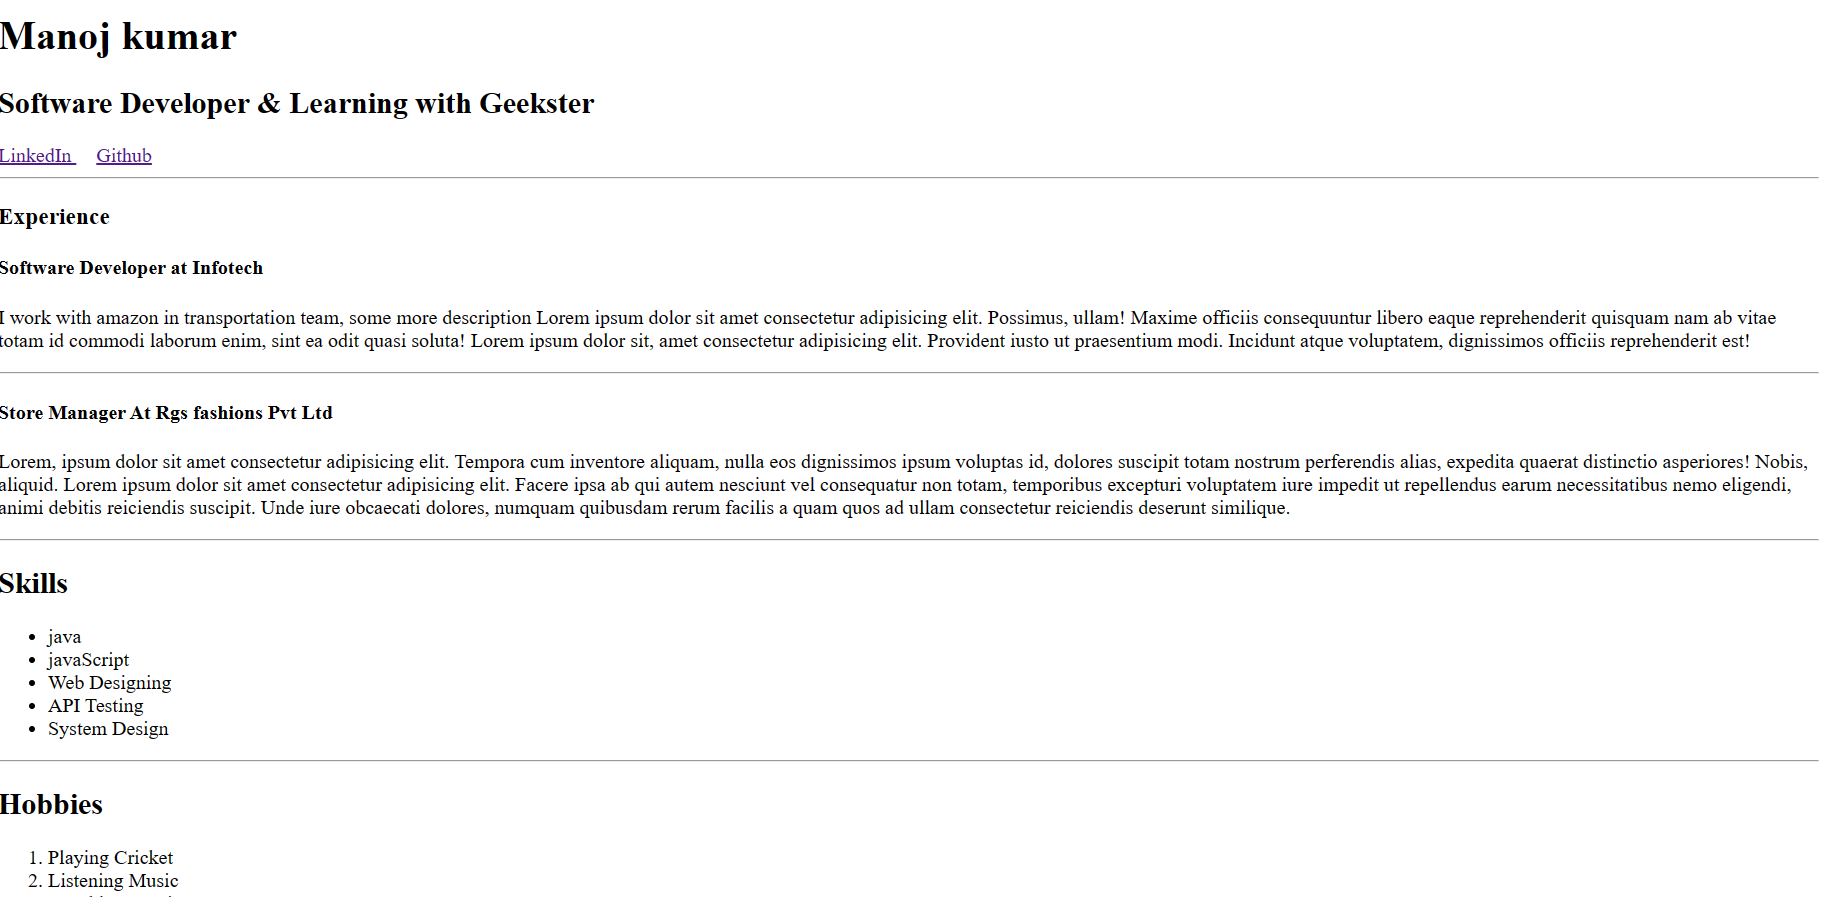 Manoj kumar
Software Developer & Learning with Geekster
LinkedIn Github
Experience
Software Developer at Infotech
I work with amazon in transportation team, some more description Lorem ipsum dolor sit amet consectetur adipisicing elit. Possimus, ullam! Maxime officiis consequuntur libero eaque reprehenderit quisquam nam ab vitae
totam id commodi laborum enim, sint ea odit quasi soluta! Lorem ipsum dolor sit, amet consectetur adipisicing elit. Provident iusto ut praesentium modi. Incidunt atque voluptatem, dignissimos officiis reprehenderit est!
Store Manager At Rgs fashions Pvt Ltd
Lorem, ipsum dolor sit amet consectetur adipisicing elit. Tempora cum inventore aliquam, nulla eos dignissimos ipsum voluptas id, dolores suscipit totam nostrum perferendis alias, expedita quaerat distinctio asperiores! Nobis,
aliquid. Lorem ipsum dolor sit amet consectetur adipisicing elit. Facere ipsa ab qui autem nesciunt vel consequatur non totam, temporibus excepturi voluptatem iure impedit ut repellendus earum necessitatibus nemo eligendi,
animi debitis reiciendis suscipit. Unde iure obcaecati dolores, numquam quibusdam rerum facilis a quam quos ad ullam consectetur reiciendis deserunt similique.
Skills
• java
• javaScript
• Web Designing
• API Testing
• System Design
Hobbies
1. Playing Cricket
2. Listening Music